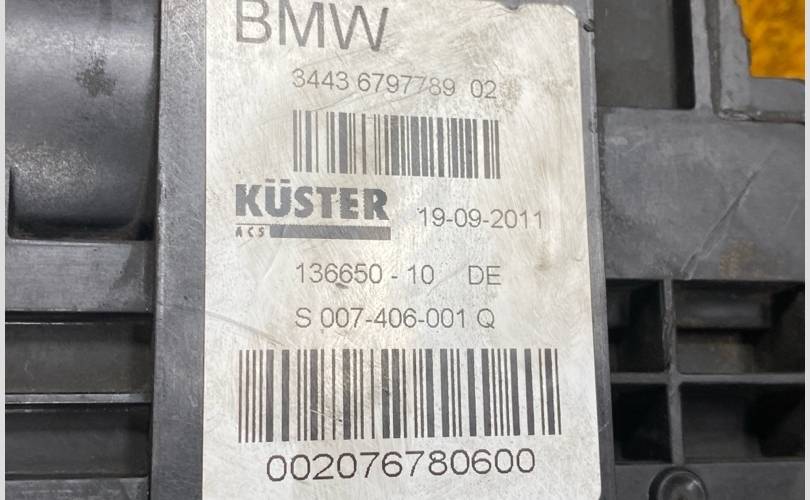 BMW
3443 6797789 02
KÜSTER 19-09-2011
ACS
136650 - 10 DE
S 007-406-001 Q
002076780600